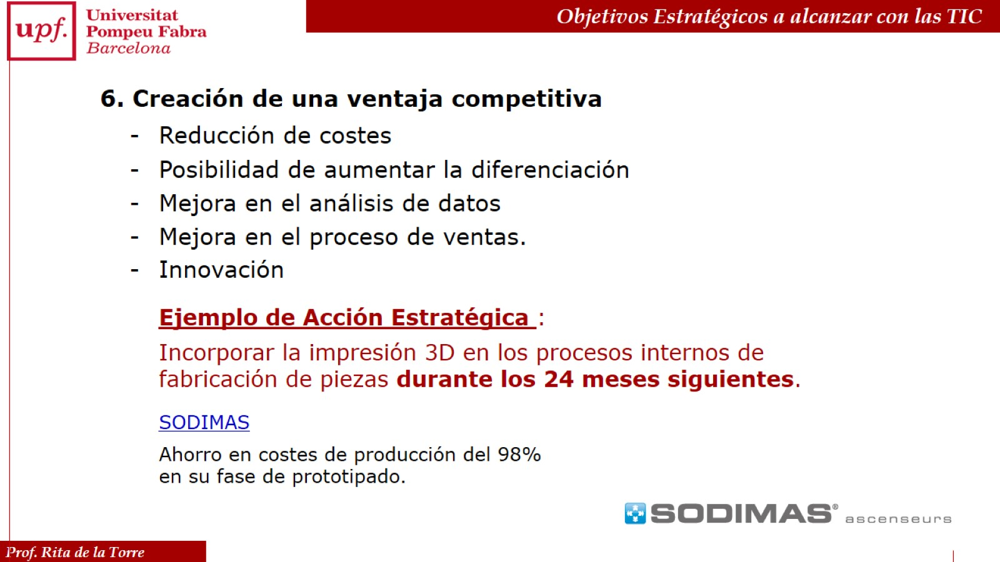 upf.
Universitat
Pompeu Fabra
Barcelona
Objetivos Estratégicos a alcanzar con las TIC
6. Creación de una ventaja competitiva
- Reducción de costes
- Posibilidad de aumentar la diferenciación
- Mejora en el análisis de datos
- Mejora en el proceso de ventas.
- Innovación
Ejemplo de Acción Estratégica :
Incorporar la impresión 3D en los procesos internos de
fabricación de piezas durante los 24 meses siguientes.
SODIMAS
Ahorro en costes de producción del 98%
en su fase de prototipado.
SODIMAS® ascenseurs
Prof. Rita de la Torre